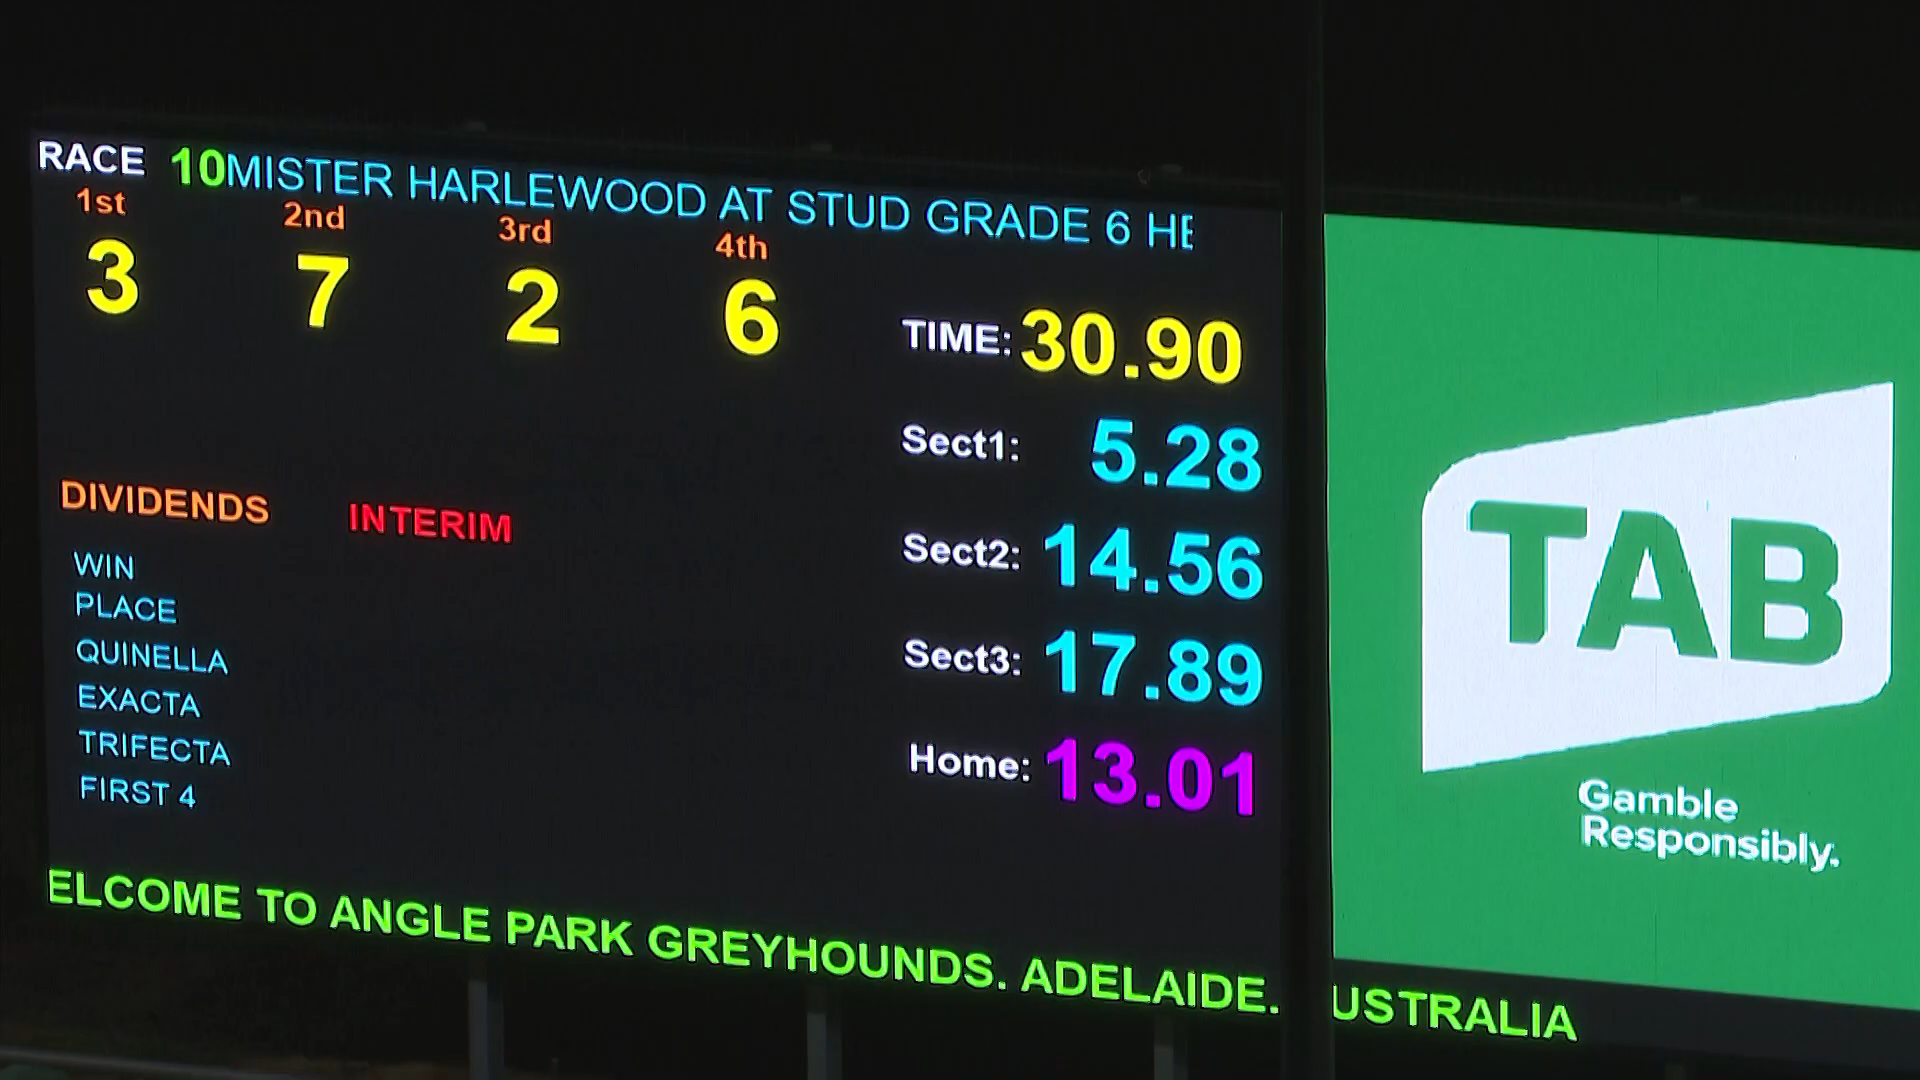 RACE 10MISTER HARLEWOOD AT STUD GRADE 6 HE
1st 2nd 3rd 4th
3 7 2 6
TIME: 30.90
Sect1: 5.28
Sect2: 14.56
Sect3: 17.89
Home: 13.01
DIVIDENDS INTERIM
WIN
PLACE
QUINELLA
EXACTA
TRIFECTA
FIRST 4
ELCOME TO ANGLE PARK GREYHOUNDS. ADELAIDE. USTRALIA
TAB
Gamble
Responsibly.